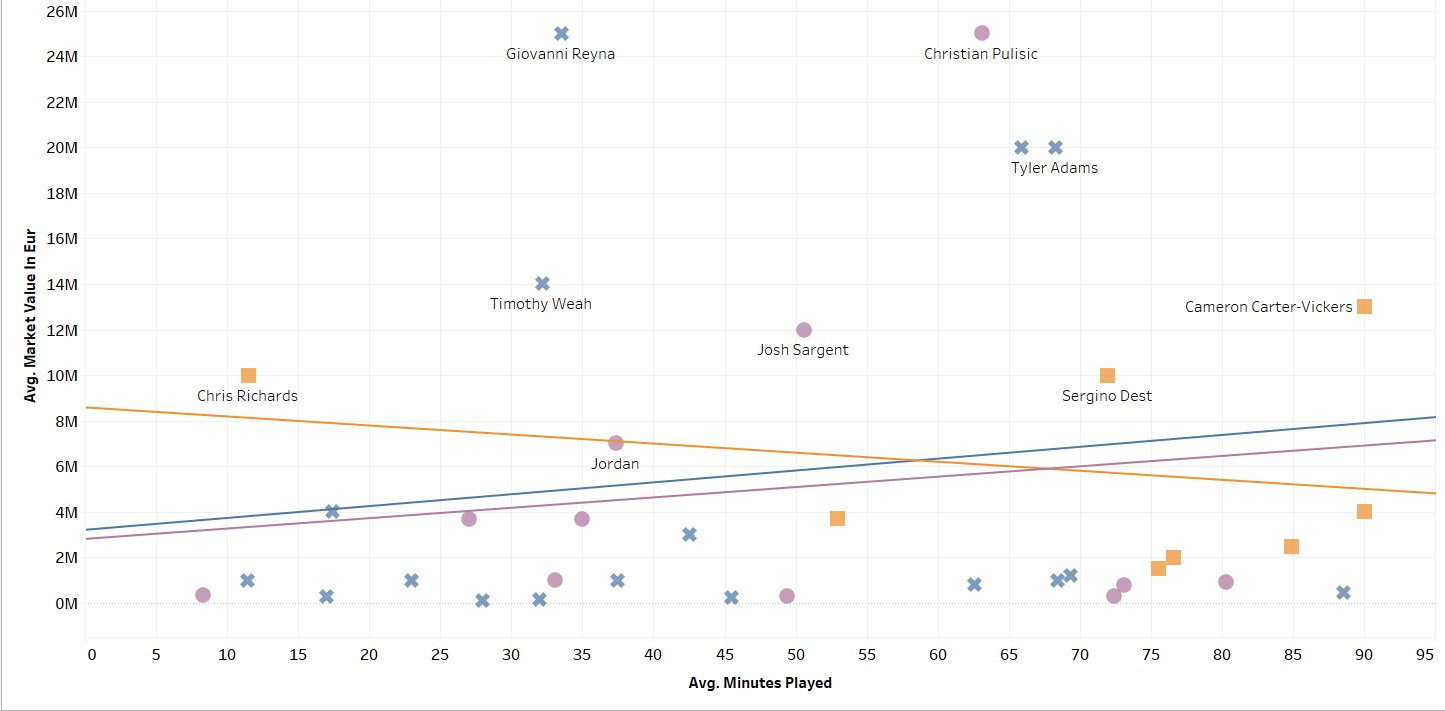 26M
Giovanni Reyna
Christian Pulisic
24M
22M
20M
Tyler Adams
18M
16M
14M
Timothy Weah
Cameron Carter-Vickers
12M
Josh Sargent
10M
Chris Richards
Sergino Dest
8M
6M
Jordan
4M
2M
0M
Avg. Market Value In Eur
0 5 10 15 20 25 30 35 40 45 50 55 60 65 70 75 80 85 90 95
Avg. Minutes Played